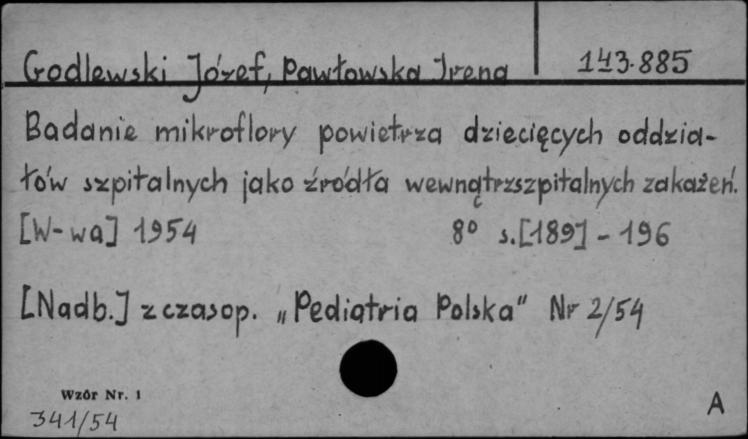 Godlewski Józef, Pawłowska Irena 143.885
Badanie mikroflory powietrza dziecięcych oddzia-
łów szpitalnych jako źródła wewnątrzszpitalnych zakażeń.
[W-wa] 1954 8° s.[189] - 196
[Nadb.] z czasop. „Pediatria Polska" Nr 2/54
Wzór Nr. 1
341/54
A